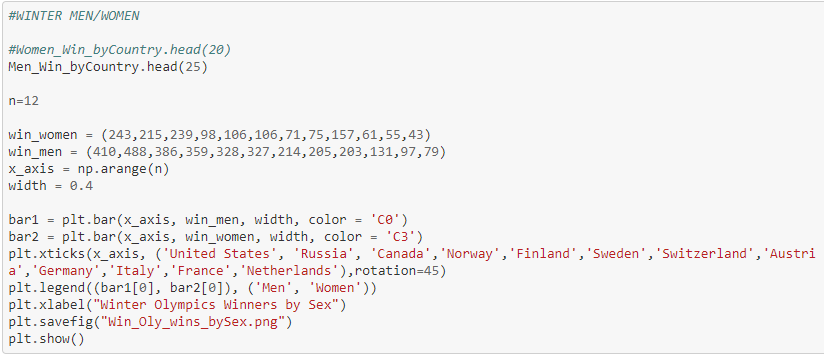 #WINTER MEN/WOMEN
#Women_Win_byCountry.head(20)
Men_Win_byCountry.head(25)
n=12
win_women = (243,215,239,98,106,106,71,75,157,61,55,43)
win_men = (410,488,386,359,328,327,214,205,203,131,97,79)
x_axis = np.arange(n)
width = 0.4
bar1 = plt.bar(x_axis, win_men, width, color = 'C0')
bar2 = plt.bar(x_axis, win_women, width, color = 'C3')
plt.xticks(x_axis, ('United States', 'Russia', 'Canada','Norway','Finland','Sweden','Switzerland','Austri
a','Germany','Italy','France','Netherlands'),rotation=45)
plt.legend((bar1[0], bar2[0]), ('Men', 'Women'))
plt.xlabel("Winter Olympics Winners by Sex")
plt.savefig("Win_Oly_wins_bySex.png")
plt.show()